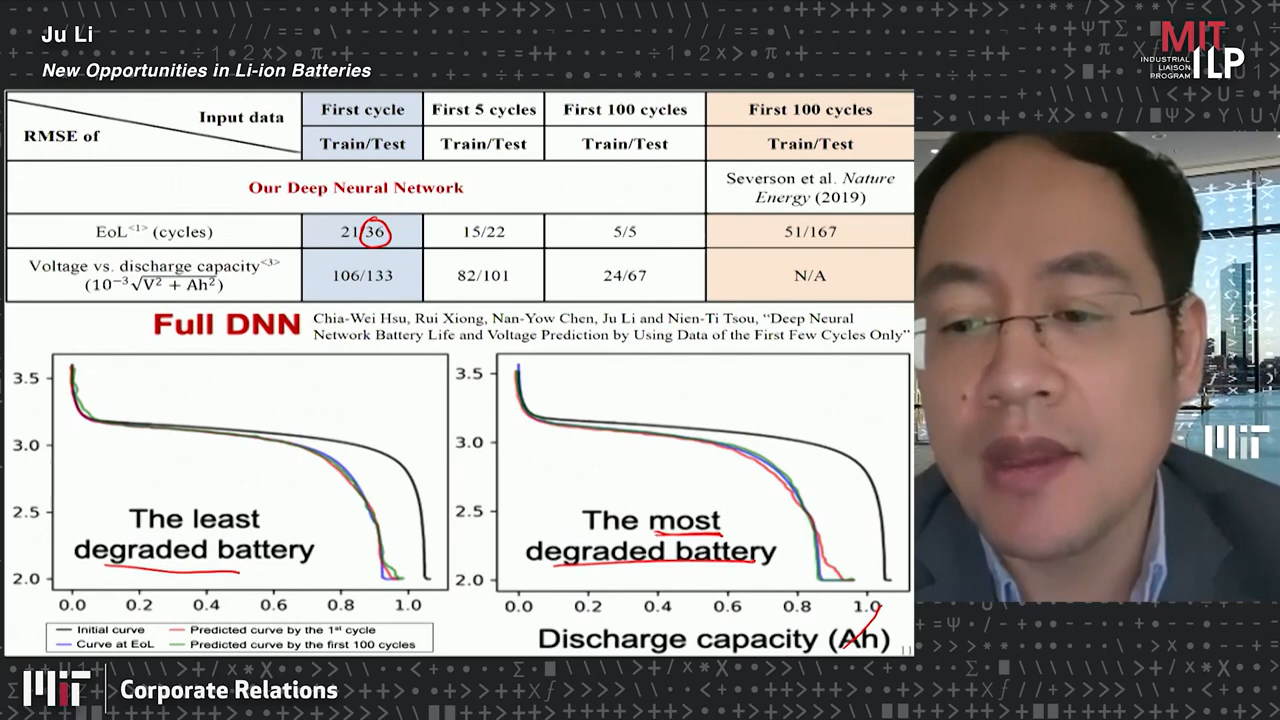 Ju Li
New Opportunities in Li-ion Batteries
MIT
INDUSTRIAL
LIAISON
PROGRAM
ILP
Input data
RMSE of
First cycle
First 5 cycles
First 100 cycles
First 100 cycles
Train/Test
Train/Test
Train/Test
Train/Test
Our Deep Neural Network
Severson et al. Nature
Energy (2019)
EoL<1> (cycles)
21/36
15/22
5/5
51/167
Voltage vs. discharge capacity<3>
(10⁻³√V² + Ah²)
106/133
82/101
24/67
N/A
Full DNN
Chia-Wei Hsu, Rui Xiong, Nan-Yow Chen, Ju Li and Nien-Ti Tsou, “Deep Neural
Network Battery Life and Voltage Prediction by Using Data of the First Few Cycles Only”
3.5
3.0
2.5
2.0
The least
degraded battery
0.0 0.2 0.4 0.6 0.8 1.0
3.5
3.0
2.5
2.0
The most
degraded battery
0.0 0.2 0.4 0.6 0.8 1.0
Initial curve
Predicted curve by the 1st cycle
Curve at EoL
Predicted curve by the first 100 cycles
Discharge capacity (Ah)
11
MIT
MIT
Corporate Relations